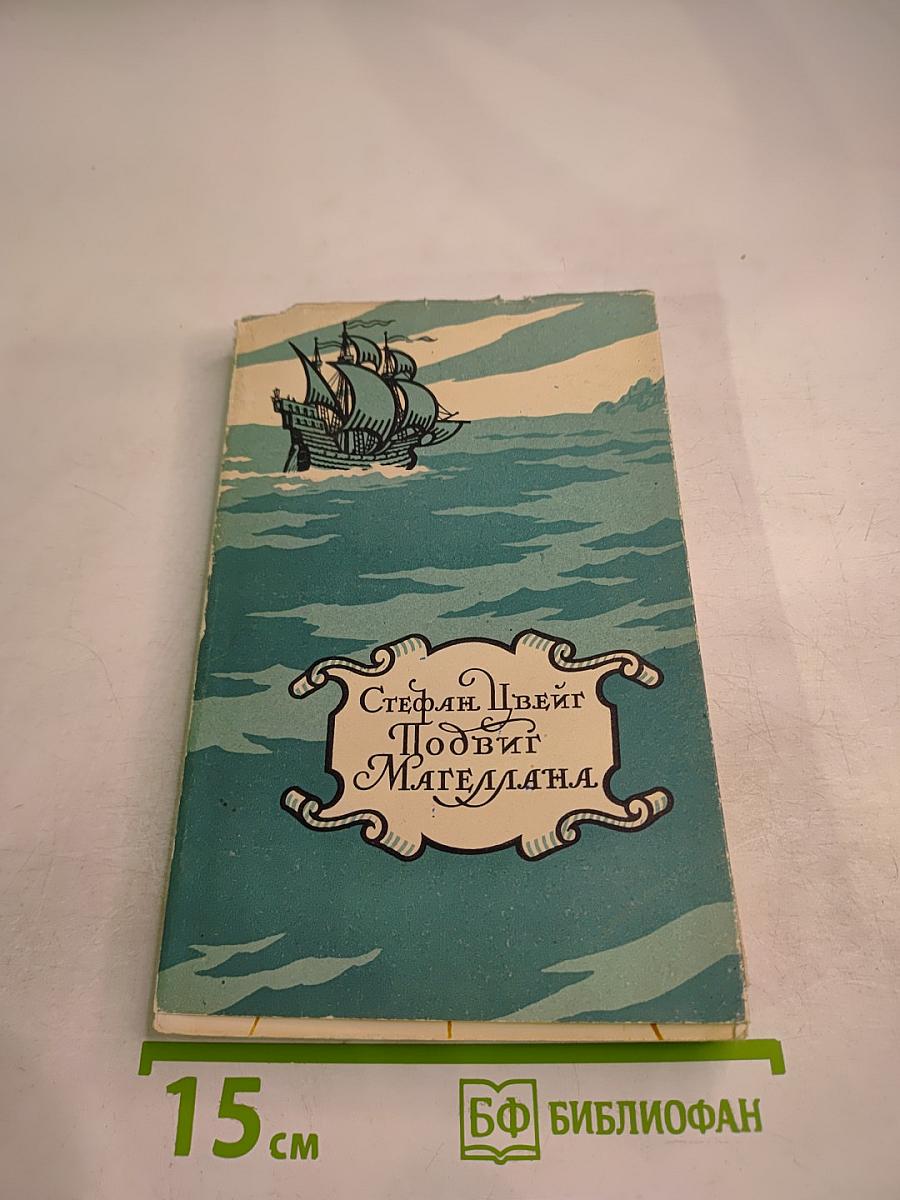 Стефан Цвейг
Подвиг
Магеллана
15 см
БФ БИБЛИОФАН